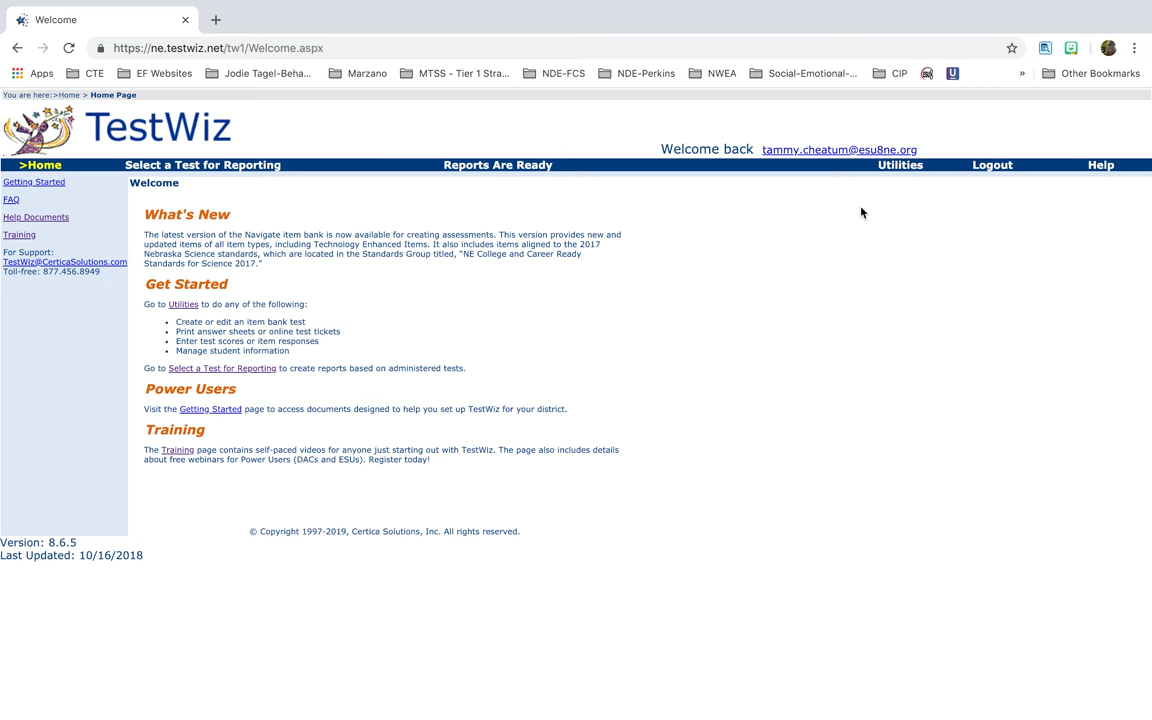 Welcome
https://ne.testwiz.net/tw1/Welcome.aspx
Apps CTE EF Websites Jodie Tagel-Beha... Marzano MTSS - Tier 1 Stra... NDE-FCS NDE-Perkins NWEA Social-Emotional-... CIP U » Other Bookmarks
You are here:>Home > Home Page
TestWiz
Welcome back tammy.cheatum@esu8ne.org
>Home Select a Test for Reporting Reports Are Ready Utilities Logout Help
Getting Started
FAQ
Help Documents
Training
For Support:
TestWiz@CerticaSolutions.com
Toll-free: 877.456.8949
Welcome
What's New
The latest version of the Navigate item bank is now available for creating assessments. This version provides new and
updated items of all item types, including Technology Enhanced Items. It also includes items aligned to the 2017
Nebraska Science standards, which are located in the Standards Group titled, “NE College and Career Ready
Standards for Science 2017.”
Get Started
Go to Utilities to do any of the following:
• Create or edit an item bank test
• Print answer sheets or online test tickets
• Enter test scores or item responses
• Manage student information
Go to Select a Test for Reporting to create reports based on administered tests.
Power Users
Visit the Getting Started page to access documents designed to help you set up TestWiz for your district.
Training
The Training page contains self-paced videos for anyone just starting out with TestWiz. The page also includes details
about free webinars for Power Users (DACs and ESUs). Register today!
© Copyright 1997-2019, Certica Solutions, Inc. All rights reserved.
Version: 8.6.5
Last Updated: 10/16/2018